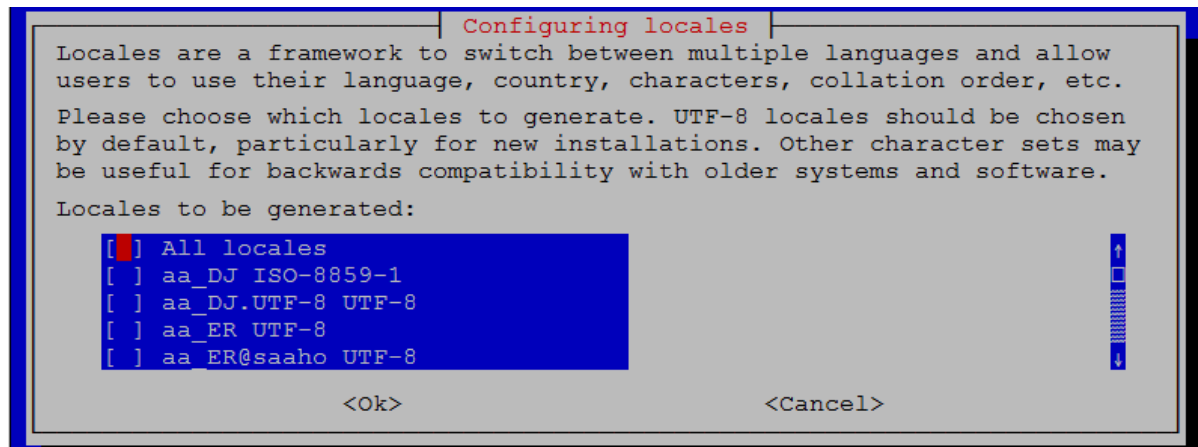 Configuring locales
Locales are a framework to switch between multiple languages and allow
users to use their language, country, characters, collation order, etc.
Please choose which locales to generate. UTF-8 locales should be chosen
by default, particularly for new installations. Other character sets may
be useful for backwards compatibility with older systems and software.
Locales to be generated:
[ ] All locales
[ ] aa_DJ ISO-8859-1
[ ] aa_DJ.UTF-8 UTF-8
[ ] aa_ER UTF-8
[ ] aa_ER@saaho UTF-8
<Ok> <Cancel>